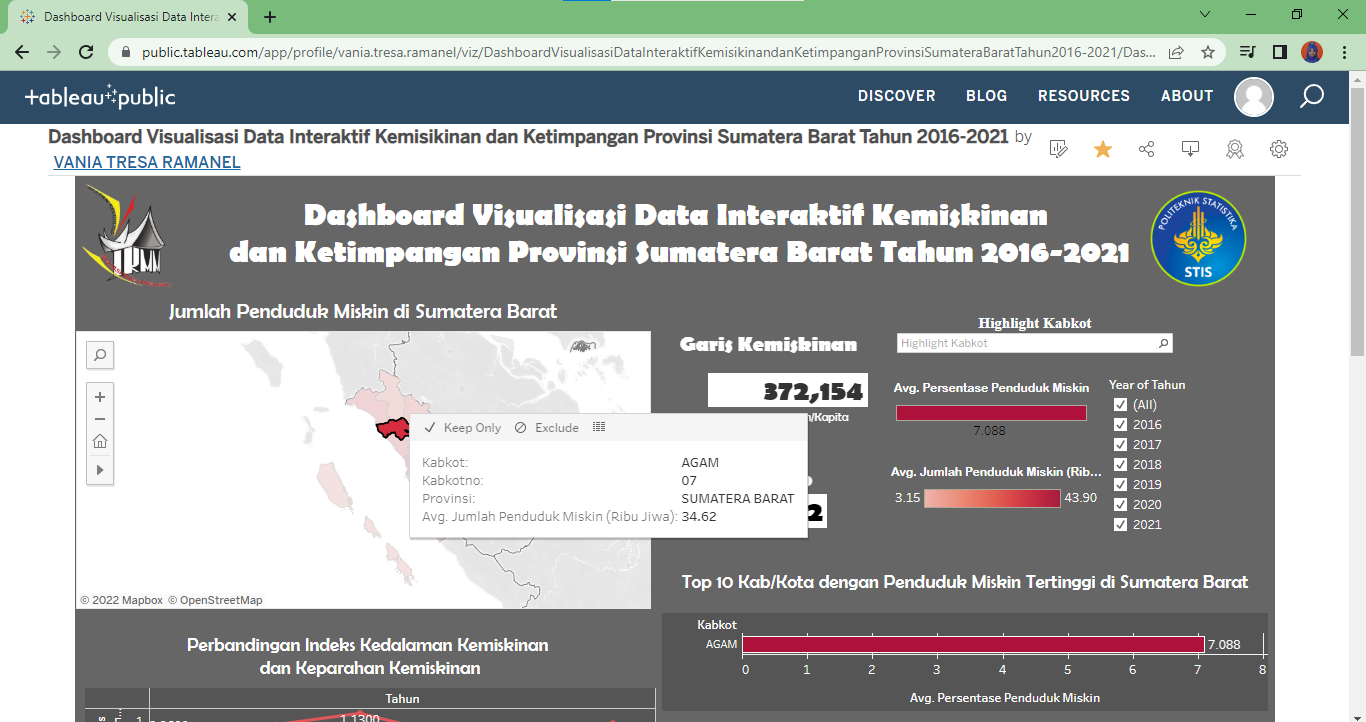 Dashboard Visualisasi Data Intera
public.tableau.com/app/profile/vania.tresa.ramanel/viz/DashboardVisualisasiDataInteraktifKemisikinandanKetimpanganProvinsiSumateraBaratTahun2016-2021/Das...
+ableau+public
DISCOVER BLOG RESOURCES ABOUT
Dashboard Visualisasi Data Interaktif Kemisikinan dan Ketimpangan Provinsi Sumatera Barat Tahun 2016-2021 by
VANIA TRESA RAMANEL
Dashboard Visualisasi Data Interaktif Kemiskinan
dan Ketimpangan Provinsi Sumatera Barat Tahun 2016-2021
POLITEKNIK STATISTIKA
STIS
Jumlah Penduduk Miskin di Sumatera Barat
Garis Kemiskinan
372,154
/Kapita
2
Highlight Kabkot
Highlight Kabkot
Avg. Persentase Penduduk Miskin
7.088
Avg. Jumlah Penduduk Miskin (Ribu...
3.15 43.90
Year of Tahun
(All)
2016
2017
2018
2019
2020
2021
Keep Only Exclude
Kabkot: AGAM
Kabkotno: 07
Provinsi: SUMATERA BARAT
Avg. Jumlah Penduduk Miskin (Ribu Jiwa): 34.62
© 2022 Mapbox © OpenStreetMap
Top 10 Kab/Kota dengan Penduduk Miskin Tertinggi di Sumatera Barat
Kabkot
AGAM 7.088
0 1 2 3 4 5 6 7 8
Avg. Persentase Penduduk Miskin
Perbandingan Indeks Kedalaman Kemiskinan
dan Keparahan Kemiskinan
Tahun
1
1.1300